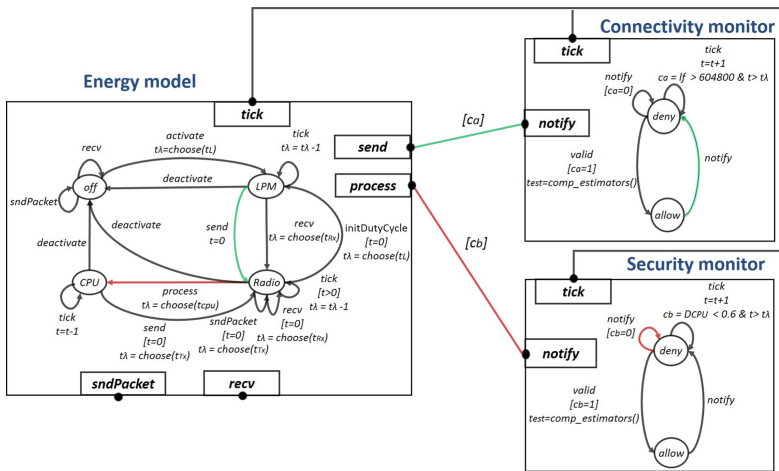 Energy model
tick
recv
activate
tλ=choose(tL)
tick
tλ = tλ -1
off
deactivate
LPM
sndPacket
deactivate
send
t=0
recv
tλ = choose(tRx)
initDutyCycle
[t=0]
tλ = choose(tL)
deactivate
CPU
process
tλ = choose(tCPU)
Radio
tick
[t>0]
tλ = tλ -1
tick
t=t-1
send
[t=0]
tλ = choose(tTx)
sndPacket
[t=0]
tλ = choose(tTx)
recv
[t=0]
tλ = choose(tRx)
sndPacket
recv
send
process
[ca]
[cb]
Connectivity monitor
tick
tick
t=t+1
ca = If > 604800 & t> tλ
notify
[ca=0]
deny
notify
valid
[ca=1]
test=comp_estimators()
notify
allow
Security monitor
tick
tick
t=t+1
cb = DCPU < 0.6 & t> tλ
notify
[cb=0]
deny
notify
valid
[cb=1]
test=comp_estimators()
notify
allow